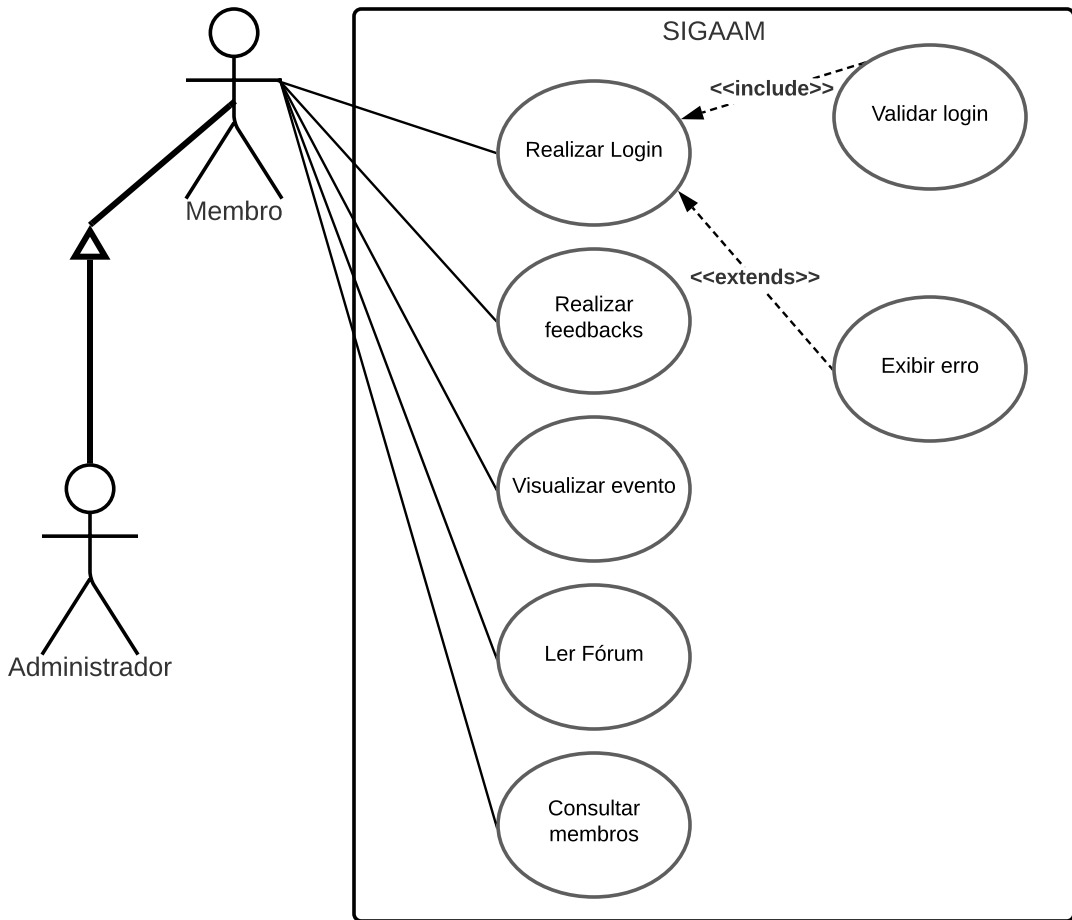 SIGAAM
<<include>>
Validar login
Realizar Login
Membro
<<extends>>
Realizar
feedbacks
Exibir erro
Visualizar evento
Ler Fórum
Administrador
Consultar
membros